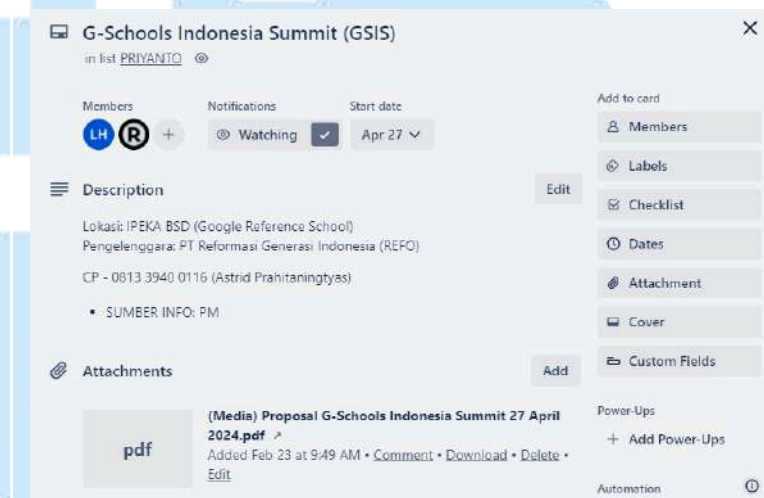 G-Schools Indonesia Summit (GSIS)
in list PRIYANTO
Members
Notifications
Start date
LH
R
+
Watching
Apr 27
Description
Edit
Lokasi: IPEKA BSD (Google Reference School)
Pengelenggara: PT Reformasi Generasi Indonesia (REFO)
CP - 0813 3940 0116 (Astrid Prahitaningtyas)
• SUMBER INFO: PM
Attachments
Add
pdf
(Media) Proposal G-Schools Indonesia Summit 27 April
2024.pdf ↗
Added Feb 23 at 9:49 AM • Comment • Download • Delete •
Edit
Add to card
Members
Labels
Checklist
Dates
Attachment
Cover
Custom Fields
Power-Ups
+ Add Power-Ups
Automation